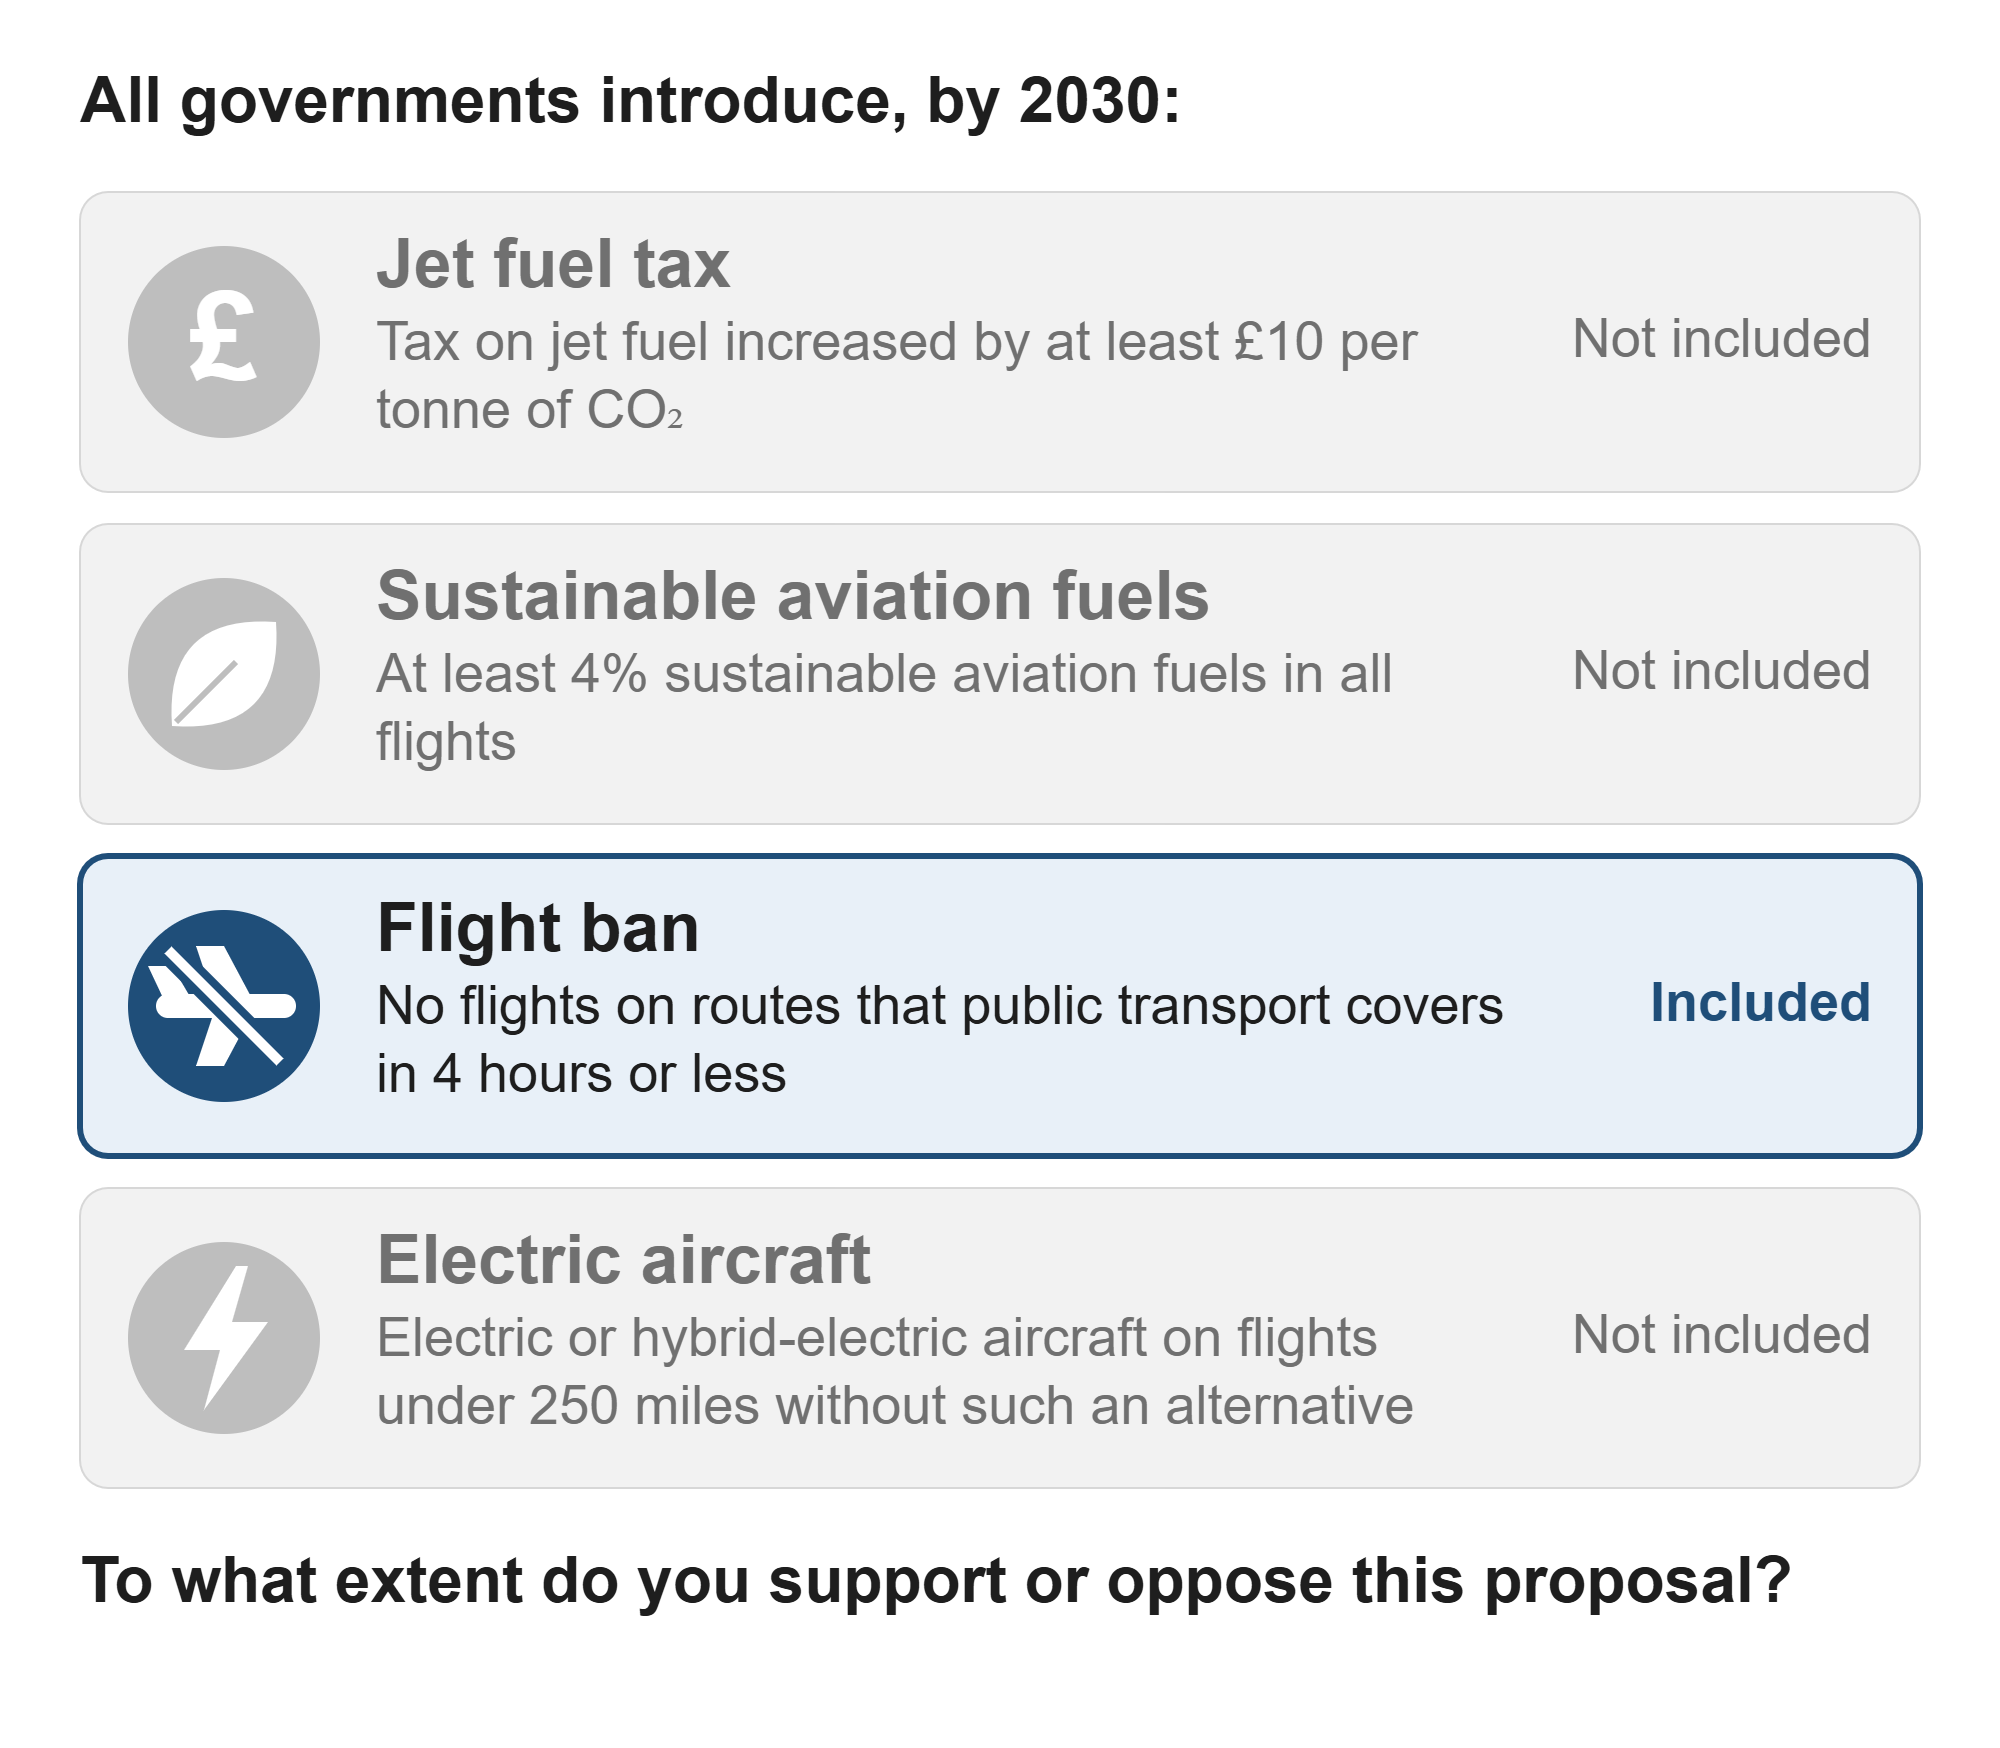 All governments introduce, by 2030:
£
Jet fuel tax
Tax on jet fuel increased by at least £10 per
tonne of CO₂
Not included
Sustainable aviation fuels
At least 4% sustainable aviation fuels in all
flights
Not included
Flight ban
No flights on routes that public transport covers
in 4 hours or less
Included
Electric aircraft
Electric or hybrid-electric aircraft on flights
under 250 miles without such an alternative
Not included
To what extent do you support or oppose this proposal?